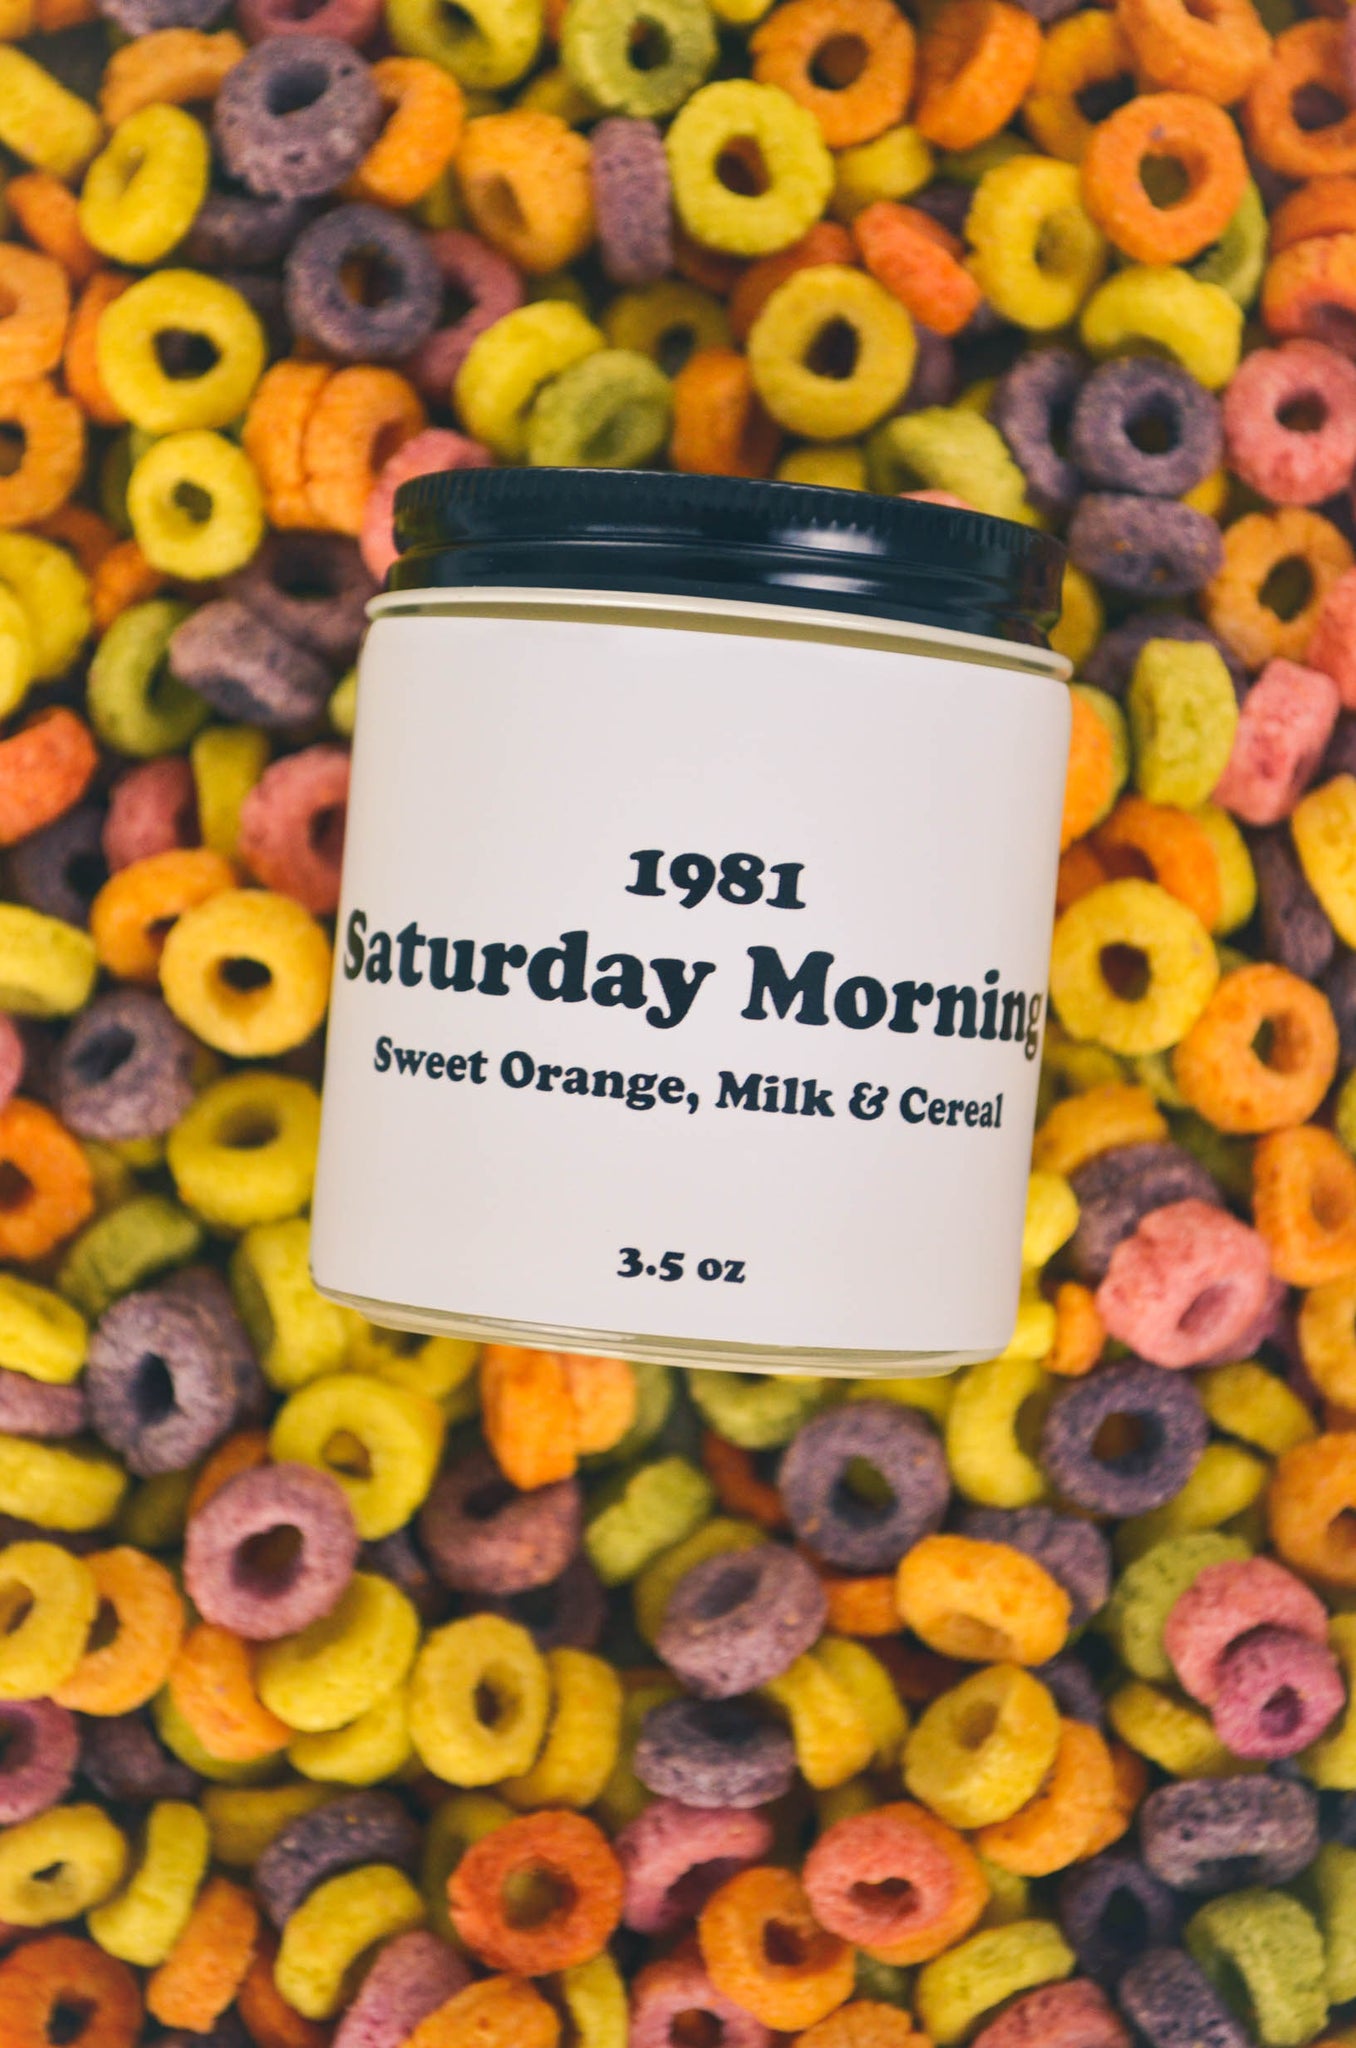 1981
Saturday Morning
Sweet Orange, Milk & Cereal
3.5 oz